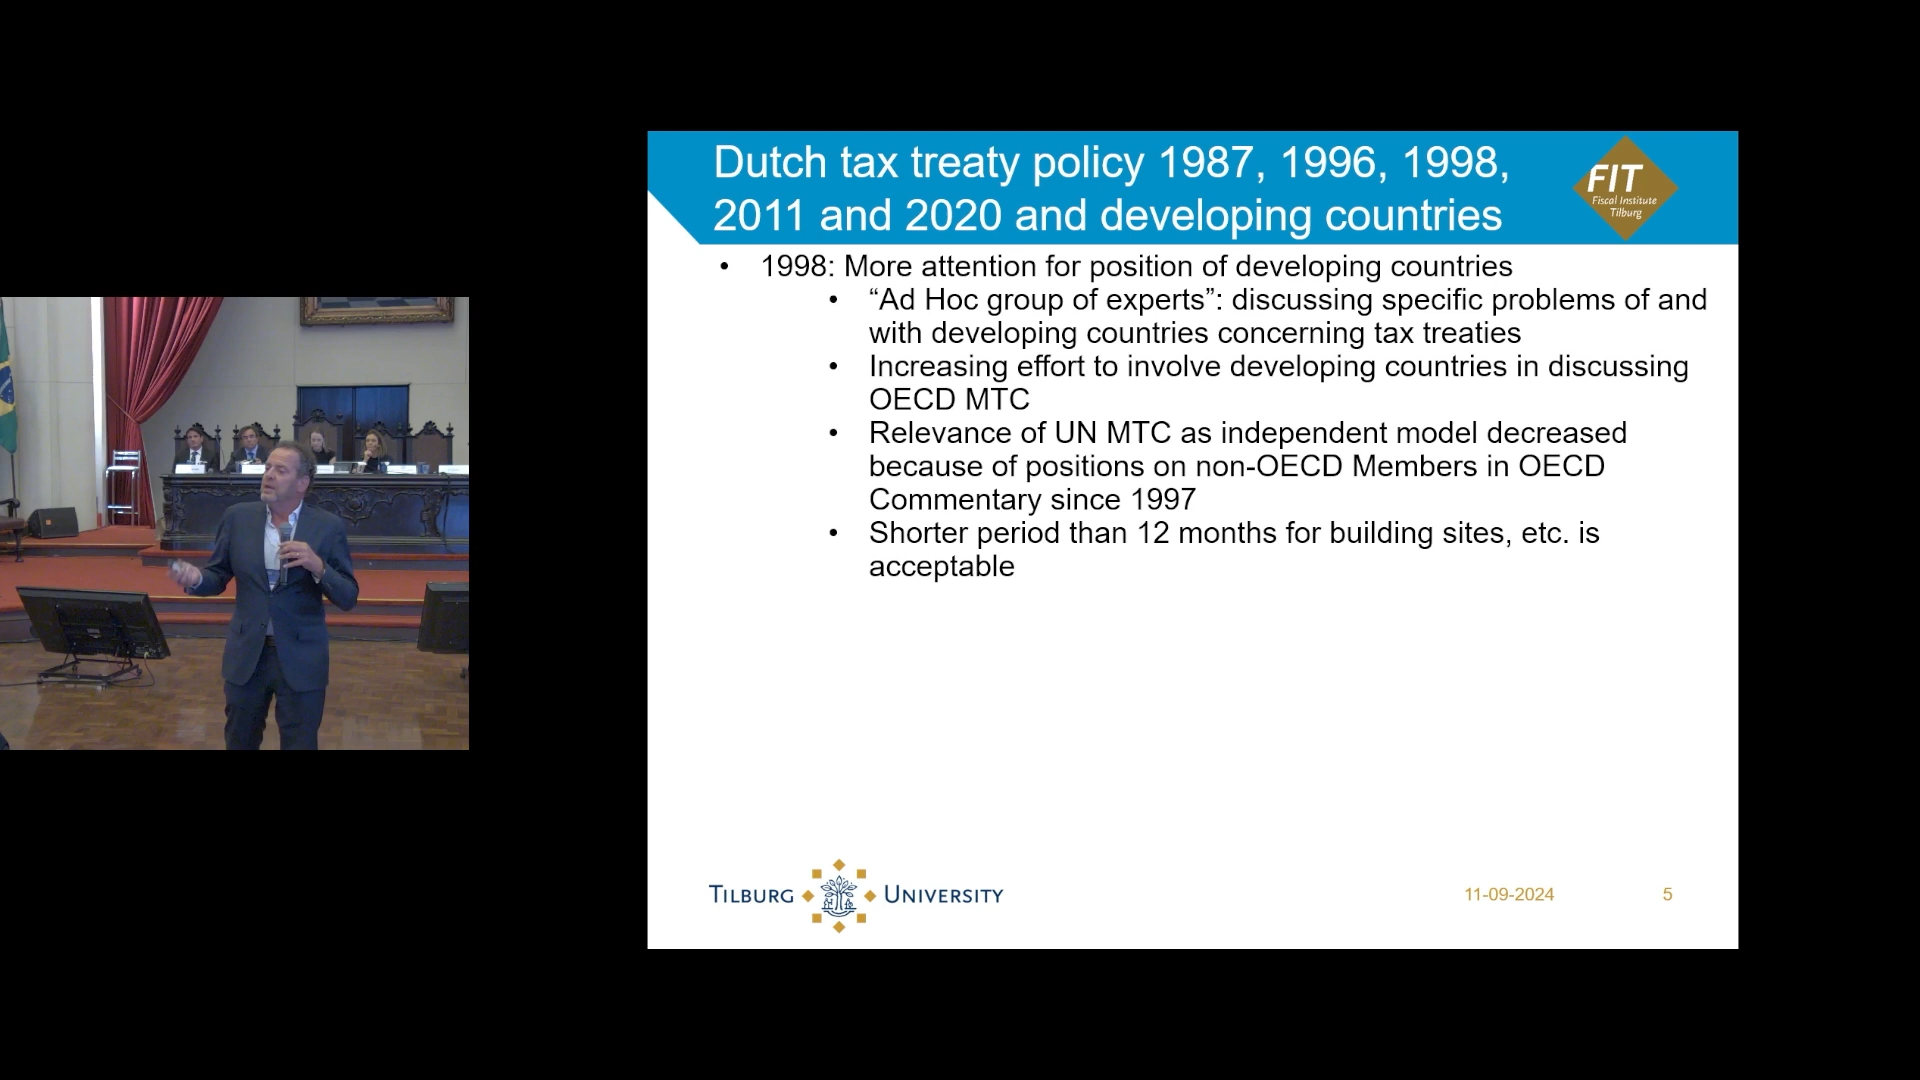 Dutch tax treaty policy 1987, 1996, 1998,
2011 and 2020 and developing countries
FIT
Fiscal Institute
Tilburg
• 1998: More attention for position of developing countries
• “Ad Hoc group of experts”: discussing specific problems of and
with developing countries concerning tax treaties
• Increasing effort to involve developing countries in discussing
OECD MTC
• Relevance of UN MTC as independent model decreased
because of positions on non-OECD Members in OECD
Commentary since 1997
• Shorter period than 12 months for building sites, etc. is
acceptable
TILBURG UNIVERSITY
11-09-2024
5